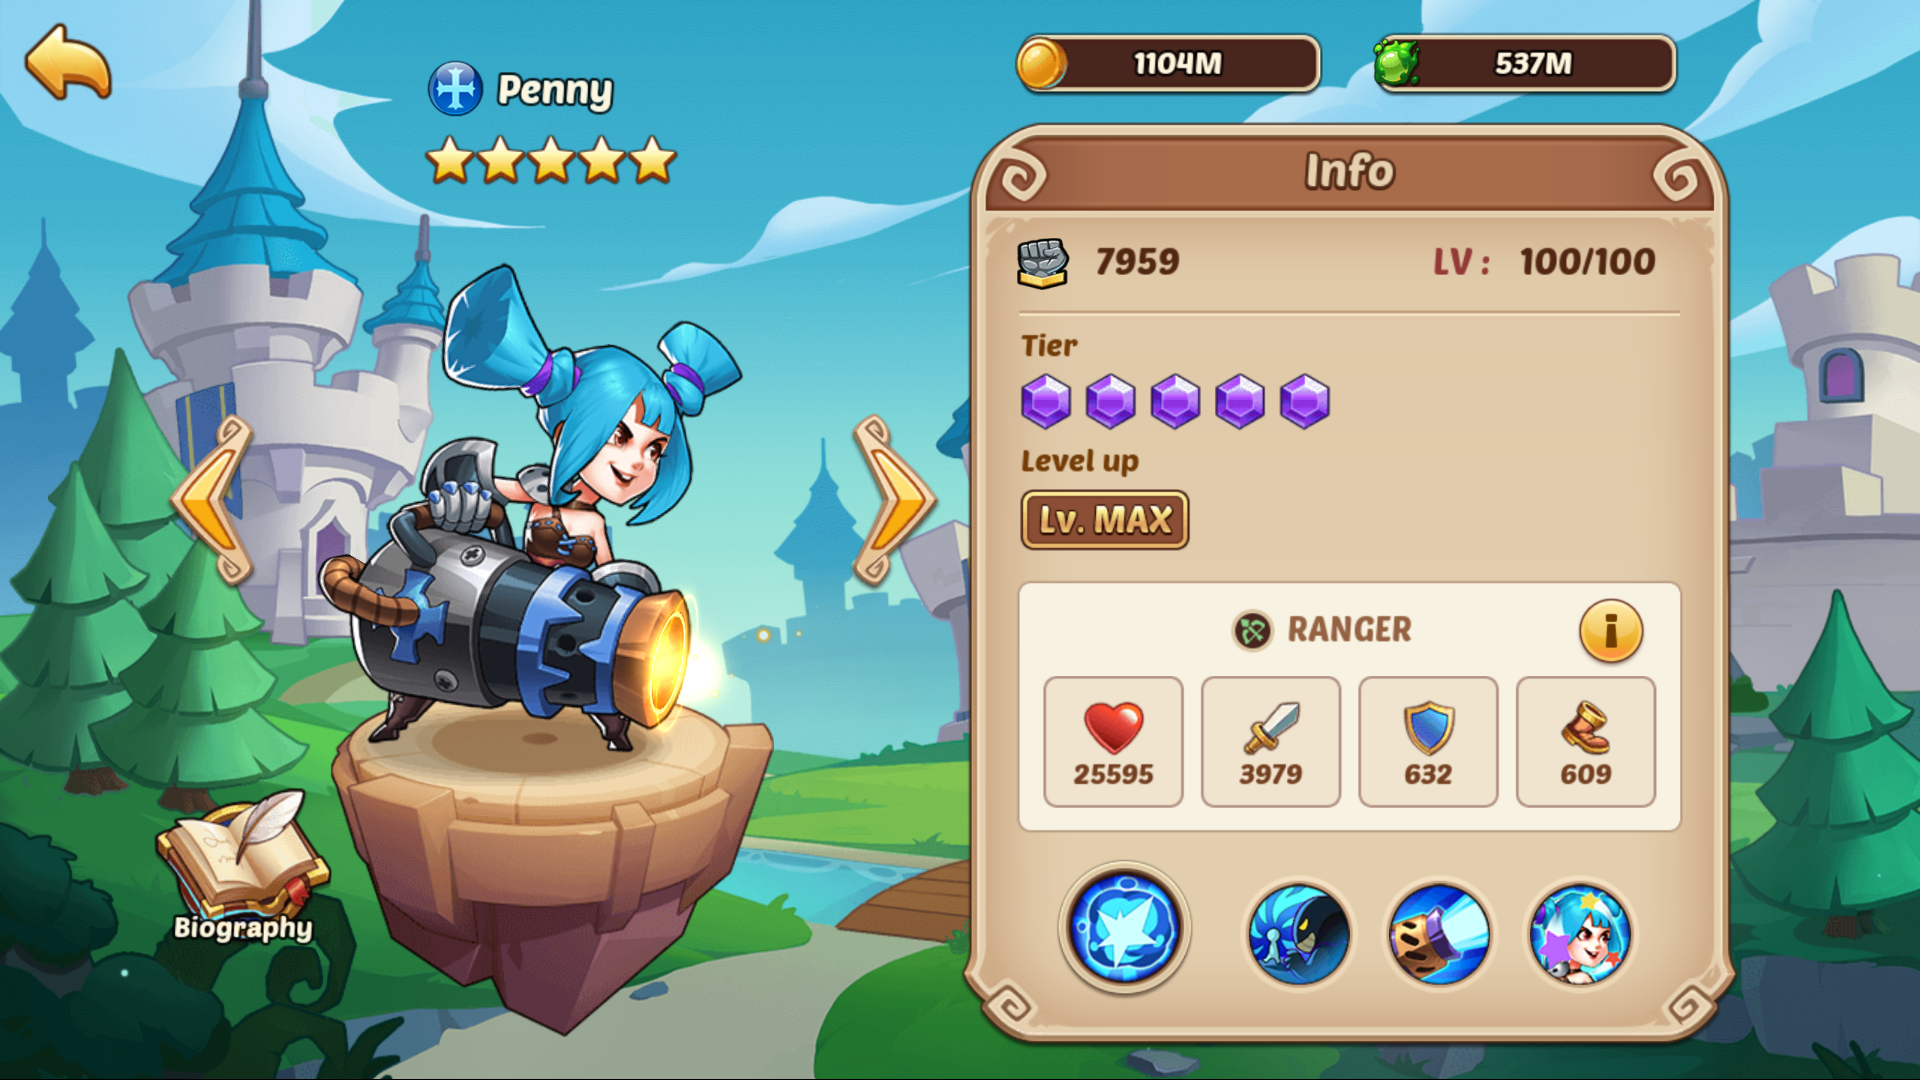 Penny
1104M
537M
Info
7959
LV : 100/100
Tier
Level up
Lv. MAX
RANGER
i
25595
3979
632
609
Biography